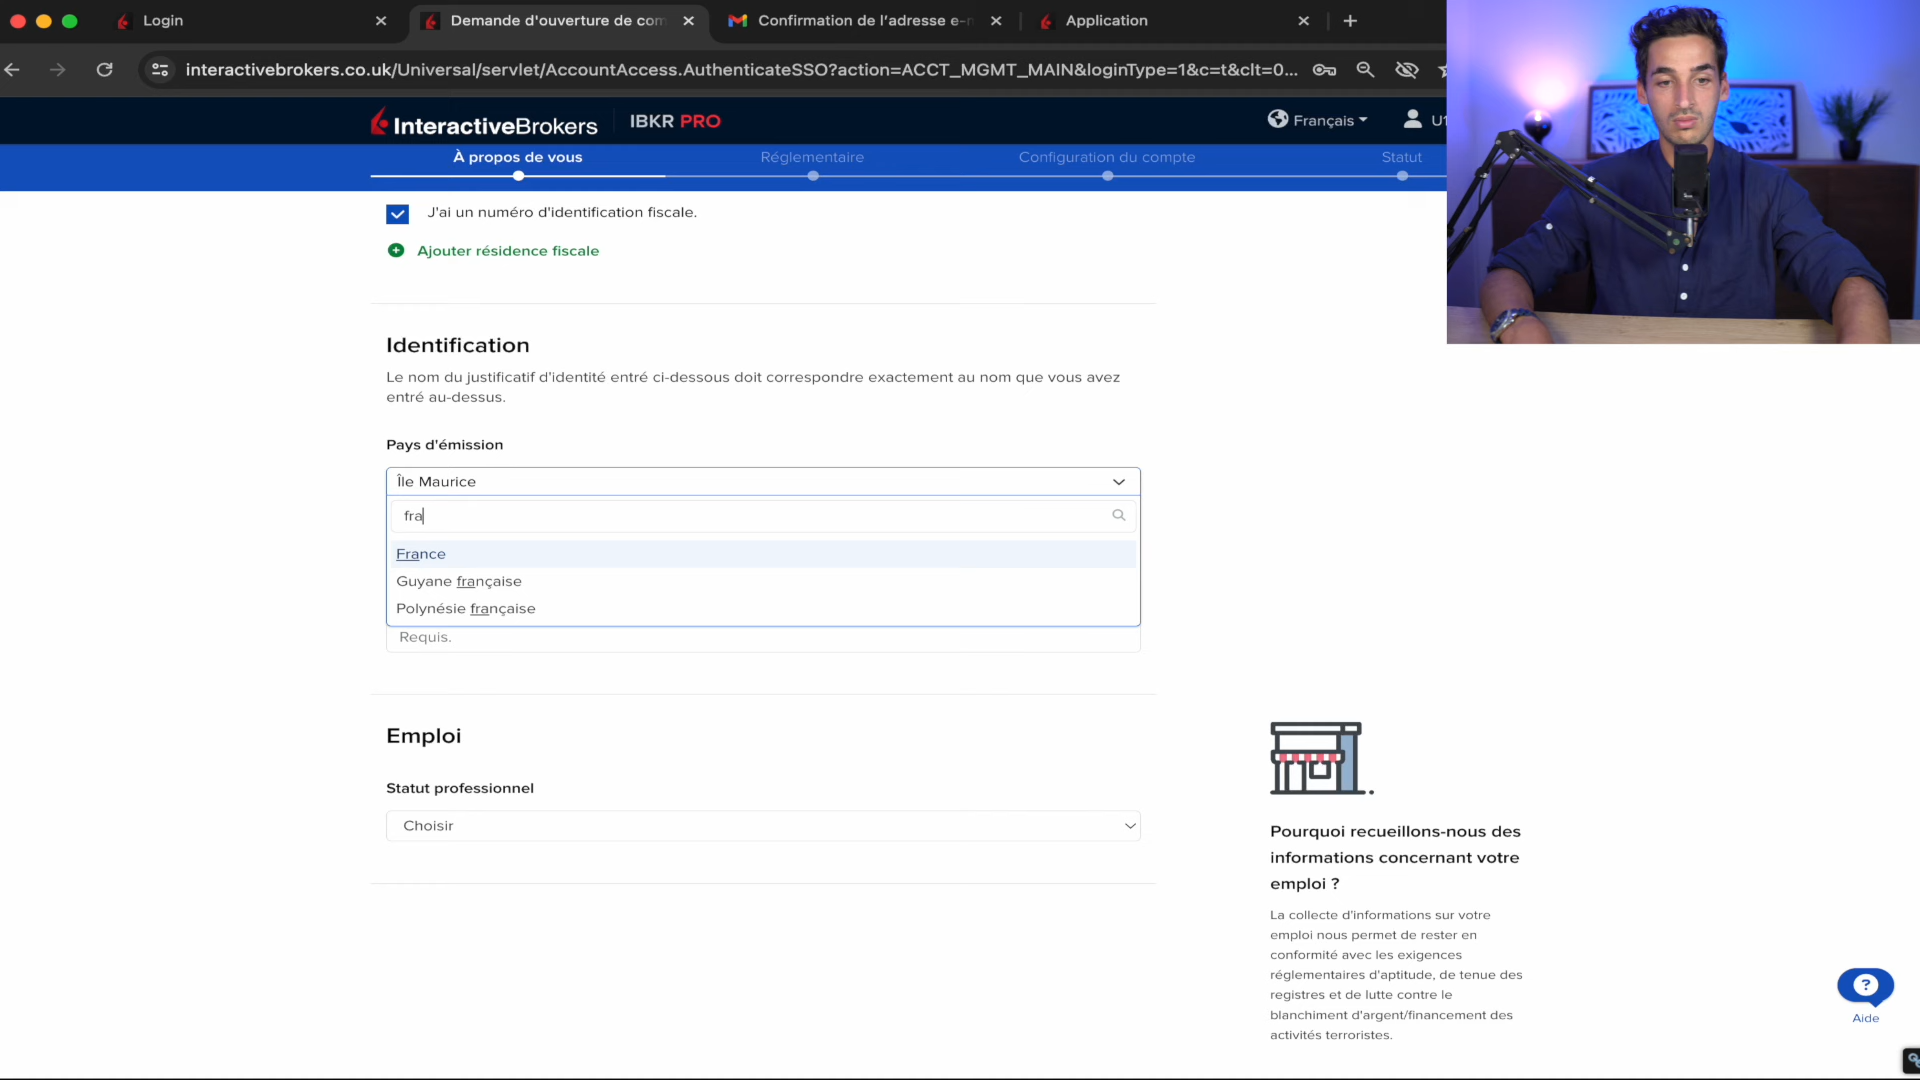 Login
Demande d'ouverture de com
Confirmation de l'adresse e-m
Application
interactivebrokers.co.uk/Universal/servlet/AccountAccess.AuthenticateSSO?action=ACCT_MGMT_MAIN&loginType=1&c=t&clt=0...
InteractiveBrokers
IBKR PRO
Français
U1
À propos de vous
Réglementaire
Configuration du compte
Statut
J'ai un numéro d'identification fiscale.
Ajouter résidence fiscale
Identification
Le nom du justificatif d'identité entré ci-dessous doit correspondre exactement au nom que vous avez
entré au-dessus.
Pays d'émission
Île Maurice
fra
France
Guyane française
Polynésie française
Requis.
Emploi
Statut professionnel
Choisir
Pourquoi recueillons-nous des
informations concernant votre
emploi ?
La collecte d'informations sur votre
emploi nous permet de rester en
conformité avec les exigences
réglementaires d'aptitude, de tenue des
registres et de lutte contre le
blanchiment d'argent/financement des
activités terroristes.
?
Aide